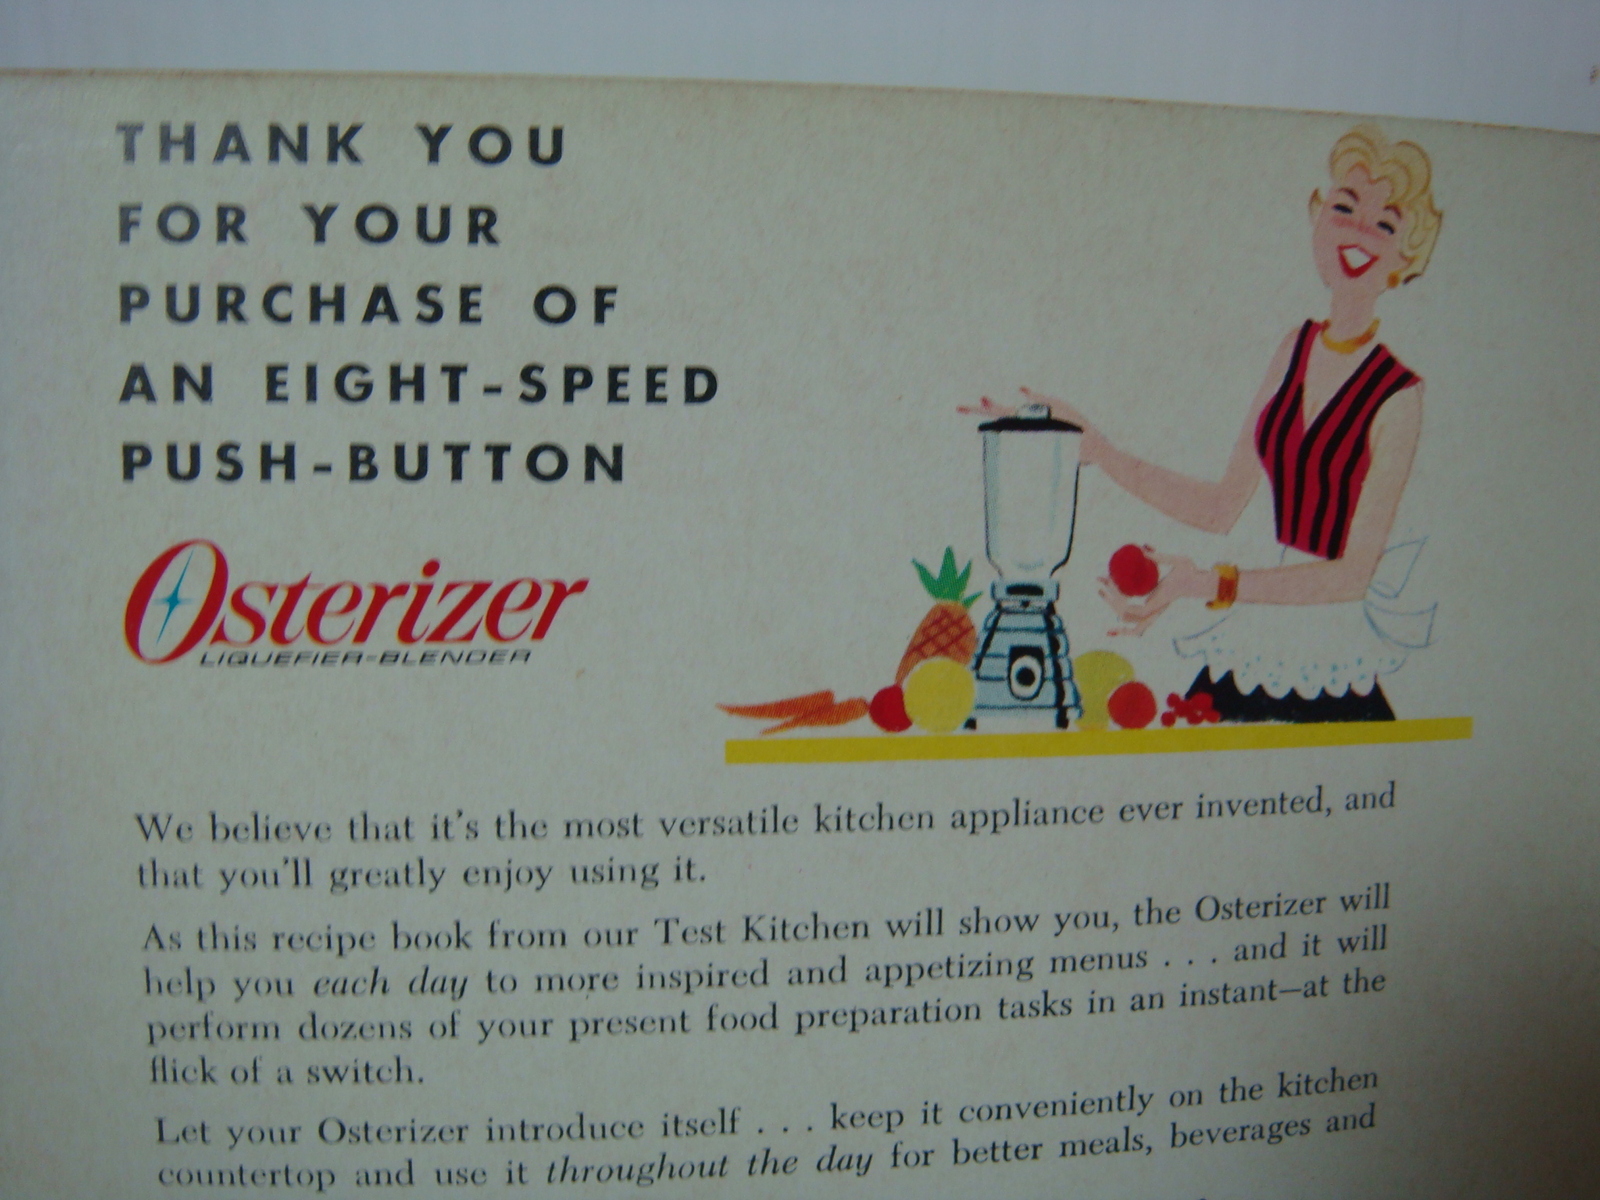 THANK YOU
FOR YOUR
PURCHASE OF
AN EIGHT-SPEED
PUSH-BUTTON
Osterizer
LIQUEFIER-BLENDER
We believe that it's the most versatile kitchen appliance ever invented, and
that you'll greatly enjoy using it.
As this recipe book from our Test Kitchen will show you, the Osterizer will
help you each day to more inspired and appetizing menus . . . and it will
perform dozens of your present food preparation tasks in an instant—at the
flick of a switch.
Let your Osterizer introduce itself . . . keep it conveniently on the kitchen
countertop and use it throughout the day for better meals, beverages and